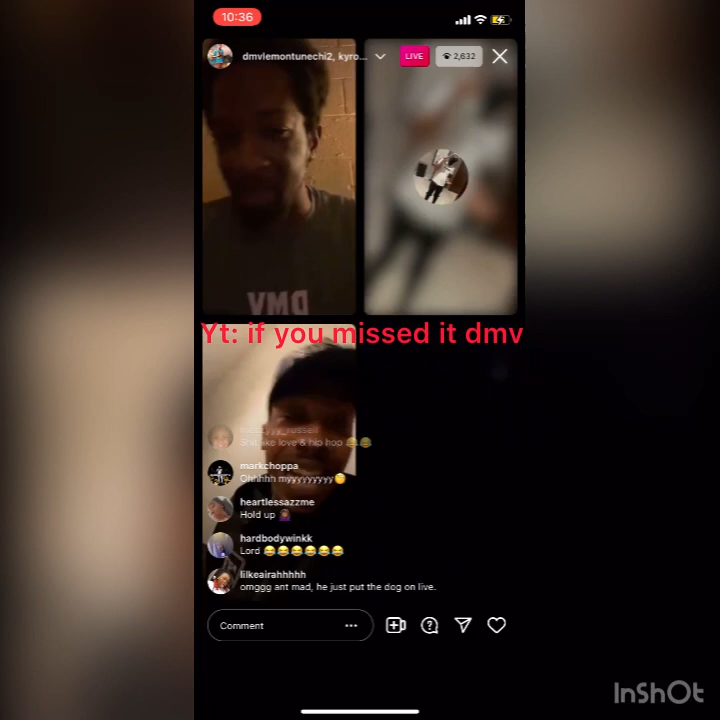 10:36
dmvlemontunechi2, kyro...
LIVE
2,632
DMV
Yt: if you missed it dmv
Shit like love & hip hop 😂😂
markchoppa
Ohhhhh myyyyyyyyy
heartlessazzme
Hold up
hardbodywinkk
Lord 😂😂😂😂😂😂
lilkeairahhhhh
omggg ant mad, he just put the dog on live.
Comment
InShOt